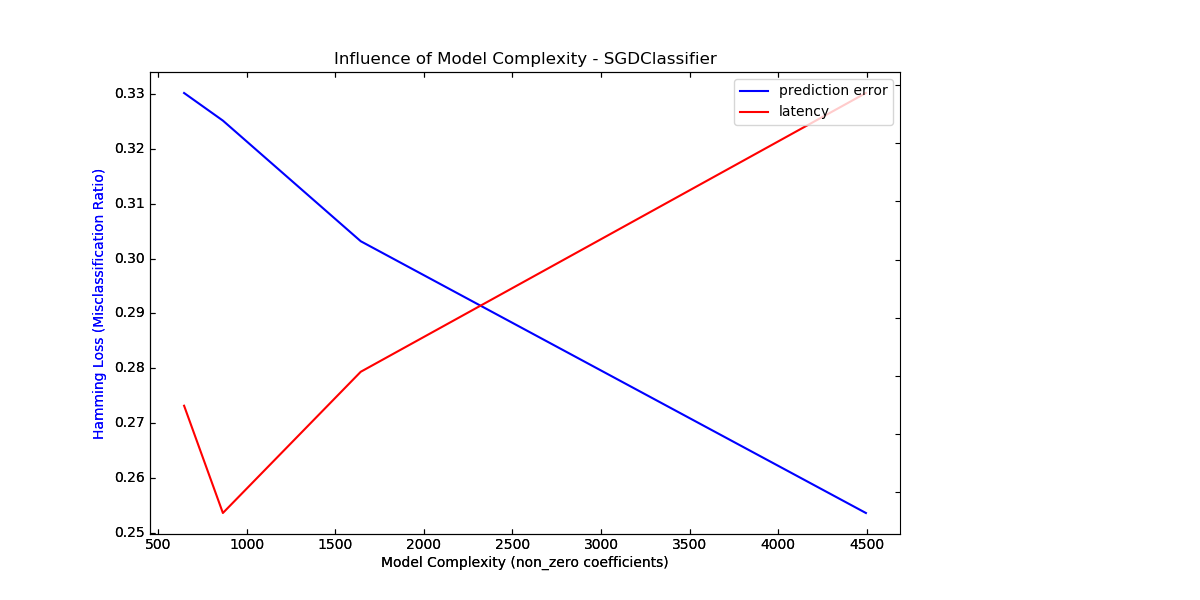 Influence of Model Complexity - SGDClassifier
prediction error
latency
0.33
0.32
0.31
0.30
0.29
0.28
0.27
0.26
0.25
Hamming Loss (Misclassification Ratio)
500 1000 1500 2000 2500 3000 3500 4000 4500
Model Complexity (non_zero coefficients)